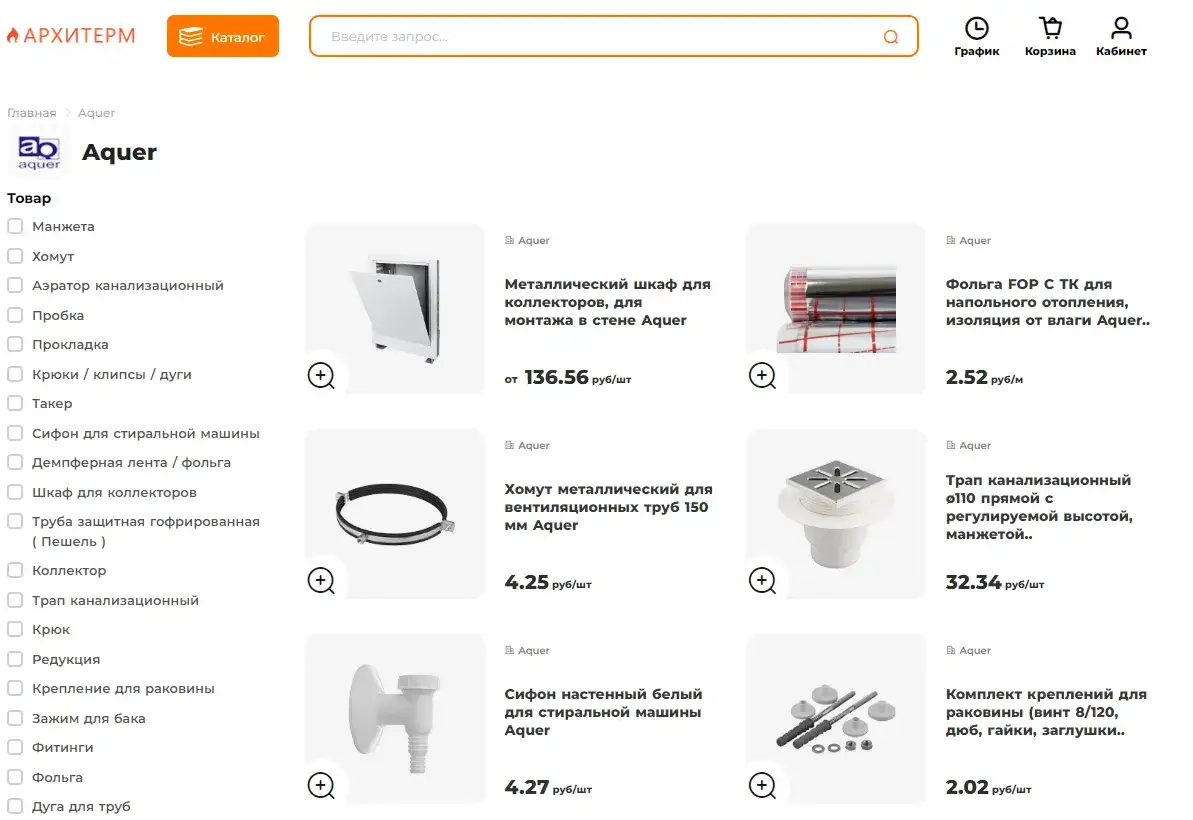 АРХИТЕРМ
Каталог
Введите запрос...
График
Корзина
Кабинет
Главная
Aquer
aq
aquer
Aquer
Товар
Манжета
Хомут
Аэратор канализационный
Пробка
Прокладка
Крюки / клипсы / дуги
Такер
Сифон для стиральной машины
Демпферная лента / фольга
Шкаф для коллекторов
Труба защитная гофрированная
( Пешель )
Коллектор
Трап канализационный
Крюк
Редукция
Крепление для раковины
Зажим для бака
Фитинги
Фольга
Дуга для труб
Aquer
Металлический шкаф для
коллекторов, для
монтажа в стене Aquer
от 136.56 руб/шт
Aquer
Фольга FOP С ТК для
напольного отопления,
изоляция от влаги Aquer..
2.52 руб/м
Aquer
Хомут металлический для
вентиляционных труб 150
мм Aquer
4.25 руб/шт
Aquer
Трап канализационный
ø110 прямой с
регулируемой высотой,
манжетой..
32.34 руб/шт
Aquer
Сифон настенный белый
для стиральной машины
Aquer
4.27 руб/шт
Aquer
Комплект креплений для
раковины (винт 8/120,
дюб, гайки, заглушки..
2.02 руб/шт